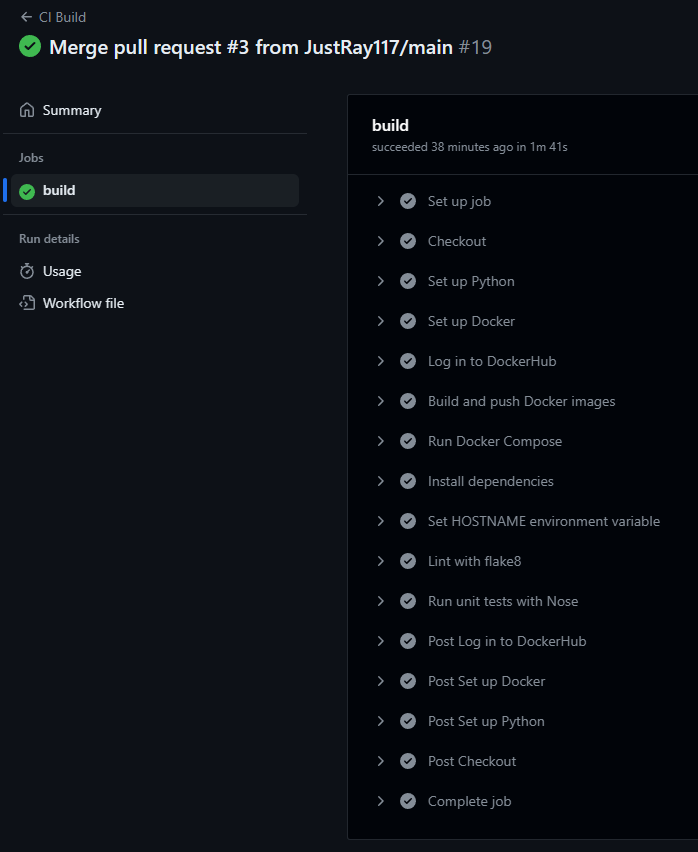 CI Build
Merge pull request #3 from JustRay117/main #19
Summary
Jobs
build
Run details
Usage
Workflow file
build
succeeded 38 minutes ago in 1m 41s
Set up job
Checkout
Set up Python
Set up Docker
Log in to DockerHub
Build and push Docker images
Run Docker Compose
Install dependencies
Set HOSTNAME environment variable
Lint with flake8
Run unit tests with Nose
Post Log in to DockerHub
Post Set up Docker
Post Set up Python
Post Checkout
Complete job